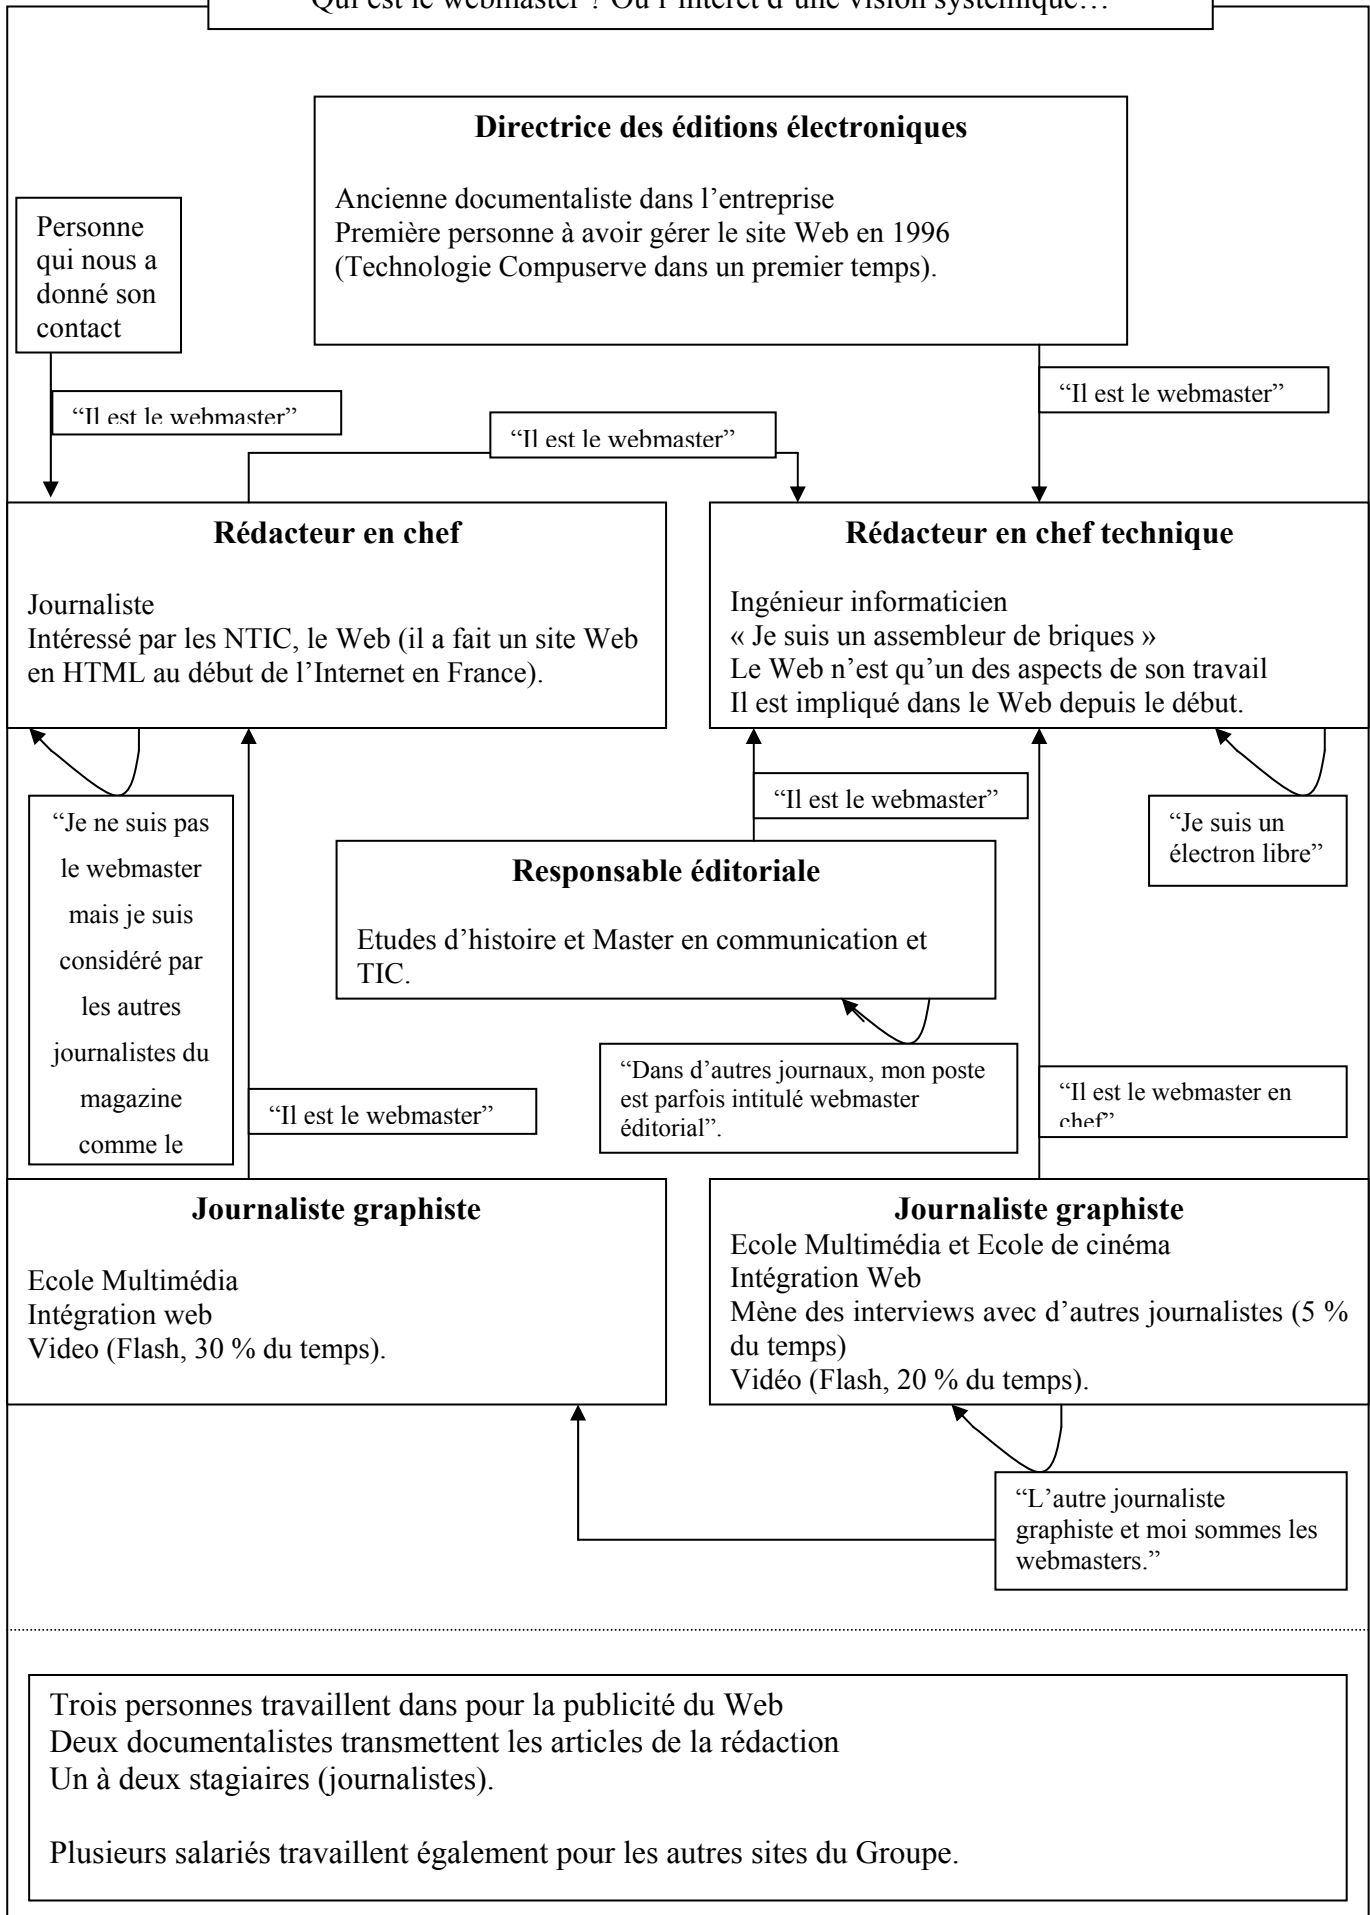 Qui est le webmaster ? Où l’intérêt d’une vision systémique…
Directrice des éditions électroniques
Ancienne documentaliste dans l’entreprise
Première personne à avoir gérer le site Web en 1996
(Technologie Compuserve dans un premier temps).
Personne
qui nous a
donné son
contact
“Il est le webmaster”
“Il est le webmaster”
“Il est le webmaster”
Rédacteur en chef
Journaliste
Intéressé par les NTIC, le Web (il a fait un site Web
en HTML au début de l’Internet en France).
Rédacteur en chef technique
Ingénieur informaticien
« Je suis un assembleur de briques »
Le Web n’est qu’un des aspects de son travail
Il est impliqué dans le Web depuis le début.
“Je ne suis pas
le webmaster
mais je suis
considéré par
les autres
journalistes du
magazine
comme le
“Il est le webmaster”
“Je suis un
électron libre”
Responsable éditoriale
Etudes d’histoire et Master en communication et
TIC.
“Dans d’autres journaux, mon poste
est parfois intitulé webmaster
éditorial”.
“Il est le webmaster”
“Il est le webmaster en
chef”
Journaliste graphiste
Ecole Multimédia
Intégration web
Video (Flash, 30 % du temps).
Journaliste graphiste
Ecole Multimédia et Ecole de cinéma
Intégration Web
Mène des interviews avec d’autres journalistes (5 %
du temps)
Vidéo (Flash, 20 % du temps).
“L’autre journaliste
graphiste et moi sommes les
webmasters.”
Trois personnes travaillent dans pour la publicité du Web
Deux documentalistes transmettent les articles de la rédaction
Un à deux stagiaires (journalistes).
Plusieurs salariés travaillent également pour les autres sites du Groupe.